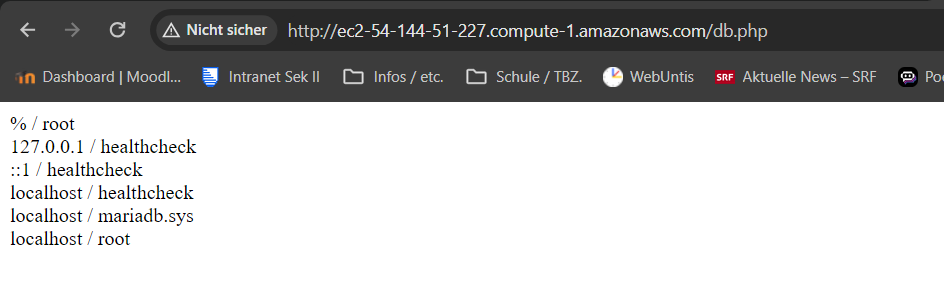 Nicht sicher http://ec2-54-144-51-227.compute-1.amazonaws.com/db.php
Dashboard | Moodl... Intranet Sek II Infos / etc. Schule / TBZ. WebUntis SRF Aktuelle News – SRF Poe
% / root
127.0.0.1 / healthcheck
::1 / healthcheck
localhost / healthcheck
localhost / mariadb.sys
localhost / root